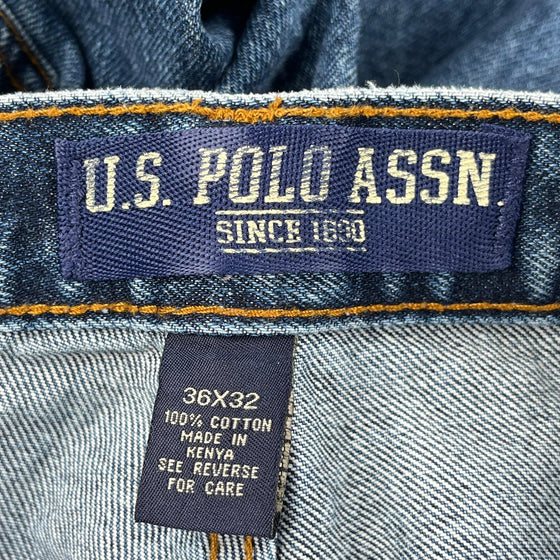 U.S. POLO ASSN.
SINCE 1890
36X32
100% COTTON
MADE IN
KENYA
SEE REVERSE
FOR CARE